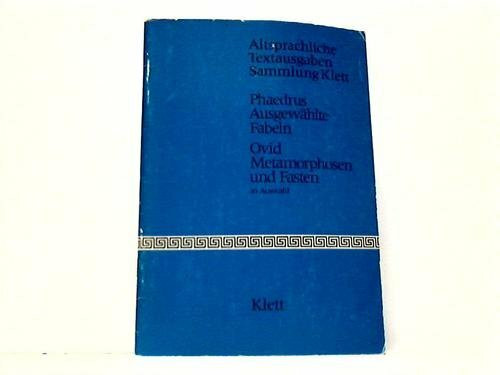 Altsprachliche
Textausgaben
Sammlung Klett
Phaedrus
Ausgewählte
Fabeln
Ovid
Metamorphosen
und Fasten
in Auswahl
Klett